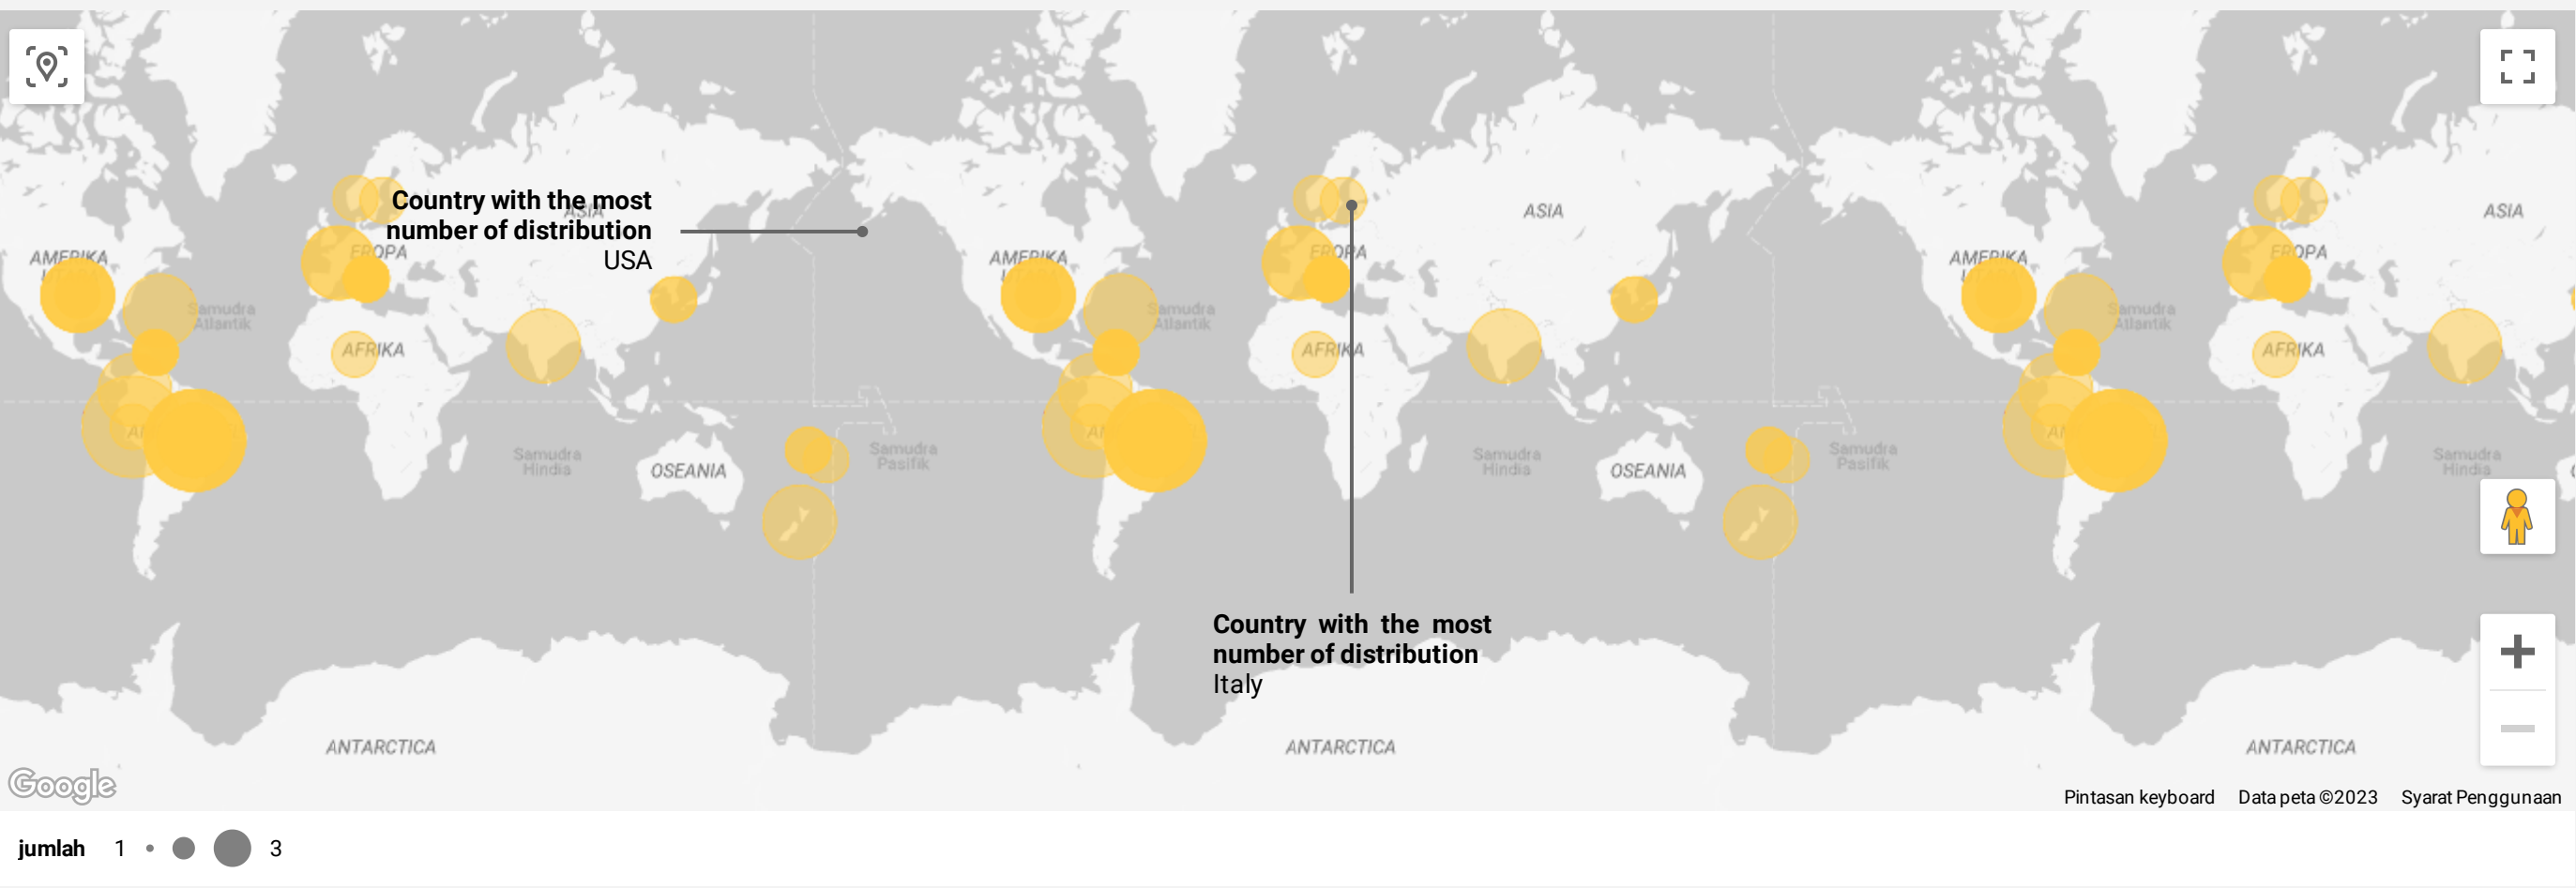 Country with the most
number of distribution
USA
ASIA
ASIA
ASIA
EROPA
EROPA
EROPA
AMERIKA
AMERIKA
AMERIKA
Samudra
Atlantik
Samudra
Atlantik
Samudra
Atlantik
AFRIKA
AFRIKA
AFRIKA
Samudra
Hindia
OSEANIA
Samudra
Pasifik
Samudra
Hindia
OSEANIA
Samudra
Pasifik
Samudra
Hindia
Country with the most
number of distribution
Italy
ANTARCTICA
ANTARCTICA
ANTARCTICA
Google
Pintasan keyboard Data peta ©2023 Syarat Penggunaan
jumlah 1 3